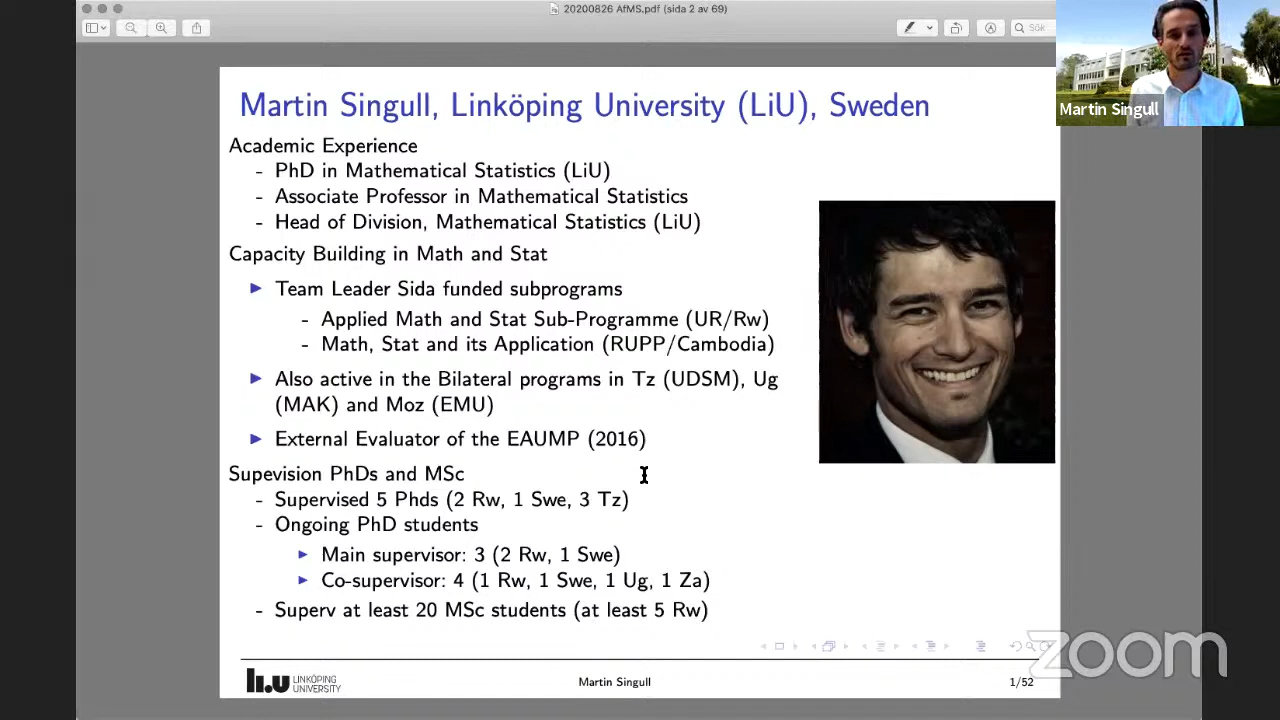 20200826 AfMS.pdf (sida 2 av 69)
Sök
Martin Singull
Martin Singull, Linköping University (LiU), Sweden
Academic Experience
- PhD in Mathematical Statistics (LiU)
- Associate Professor in Mathematical Statistics
- Head of Division, Mathematical Statistics (LiU)
Capacity Building in Math and Stat
▶ Team Leader Sida funded subprograms
- Applied Math and Stat Sub-Programme (UR/Rw)
- Math, Stat and its Application (RUPP/Cambodia)
▶ Also active in the Bilateral programs in Tz (UDSM), Ug
(MAK) and Moz (EMU)
▶ External Evaluator of the EAUMP (2016)
Supevision PhDs and MSc
- Supervised 5 Phds (2 Rw, 1 Swe, 3 Tz)
- Ongoing PhD students
▶ Main supervisor: 3 (2 Rw, 1 Swe)
▶ Co-supervisor: 4 (1 Rw, 1 Swe, 1 Ug, 1 Za)
- Superv at least 20 MSc students (at least 5 Rw)
zoom
LiU LINKÖPING
UNIVERSITY
Martin Singull
1/52